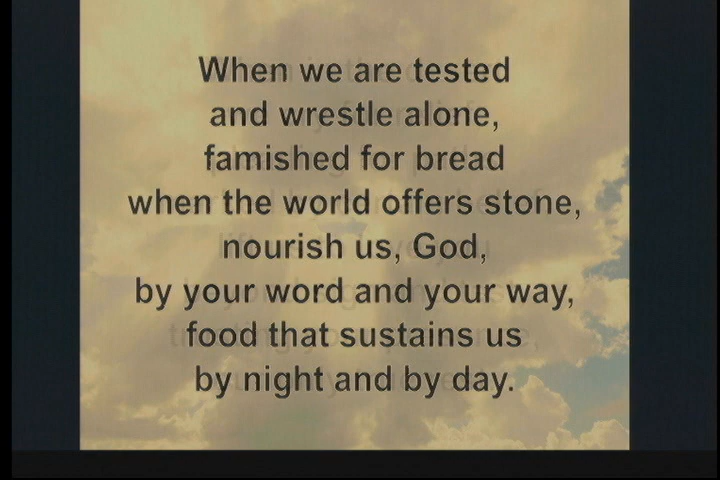 When we are tested
and wrestle alone,
famished for bread
when the world offers stone,
nourish us, God,
by your word and your way,
food that sustains us
by night and by day.